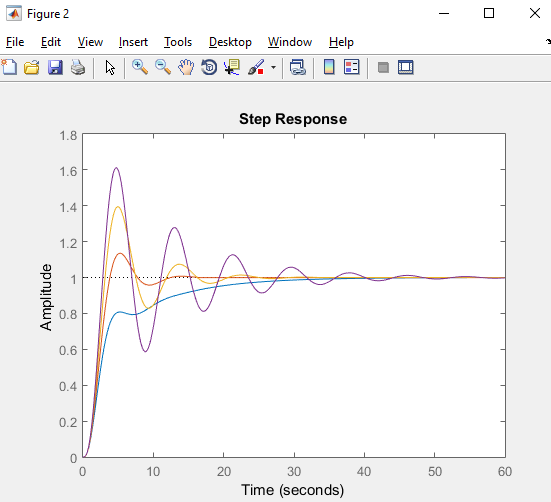 Figure 2
File Edit View Insert Tools Desktop Window Help
Step Response
Amplitude
1.8
1.6
1.4
1.2
1
0.8
0.6
0.4
0.2
0
0 10 20 30 40 50 60
Time (seconds)